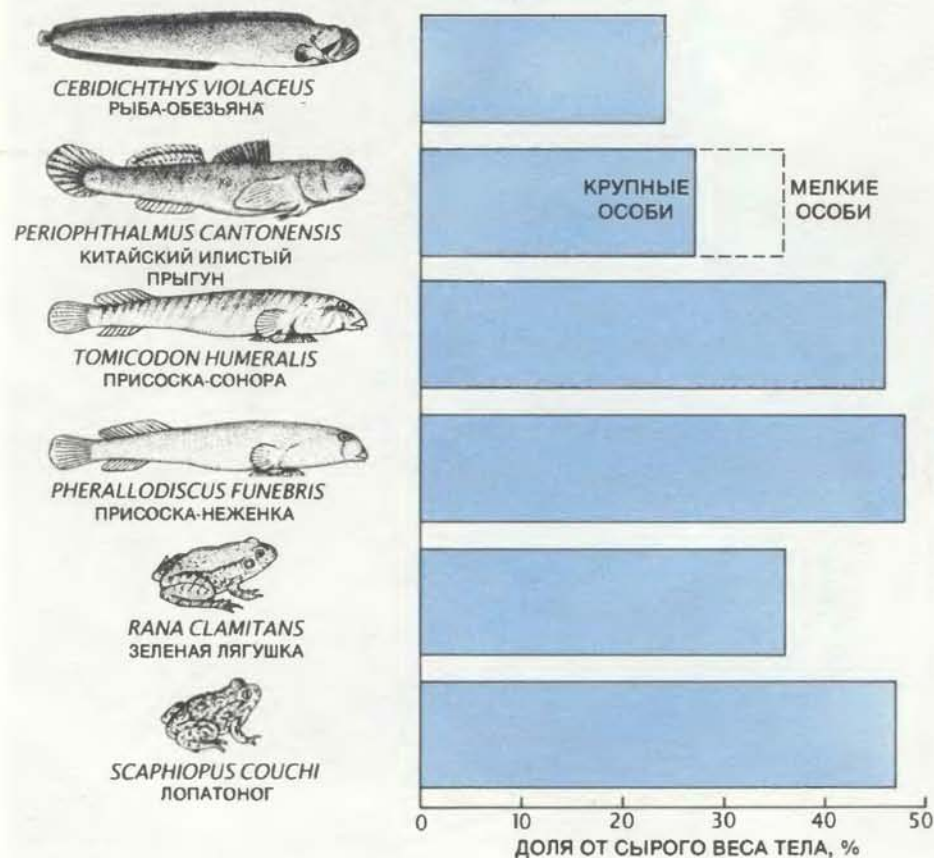 CEBIDICHTHYS VIOLACEUS
РЫБА-ОБЕЗЬЯНА
PERIOPHTHALMUS CANTONENSIS
КИТАЙСКИЙ ИЛИСТЫЙ
ПРЫГУН
КРУПНЫЕ
ОСОБИ
МЕЛКИЕ
ОСОБИ
TOMICODON HUMERALIS
ПРИСОСКА-СОНОРА
PHERALLODISCUS FUNEBRIS
ПРИСОСКА-НЕЖЕНКА
RANA CLAMITANS
ЗЕЛЕНАЯ ЛЯГУШКА
SCAPHIOPUS COUCHI
ЛОПАТОНОГ
0 10 20 30 40 50
ДОЛЯ ОТ СЫРОГО ВЕСА ТЕЛА, %